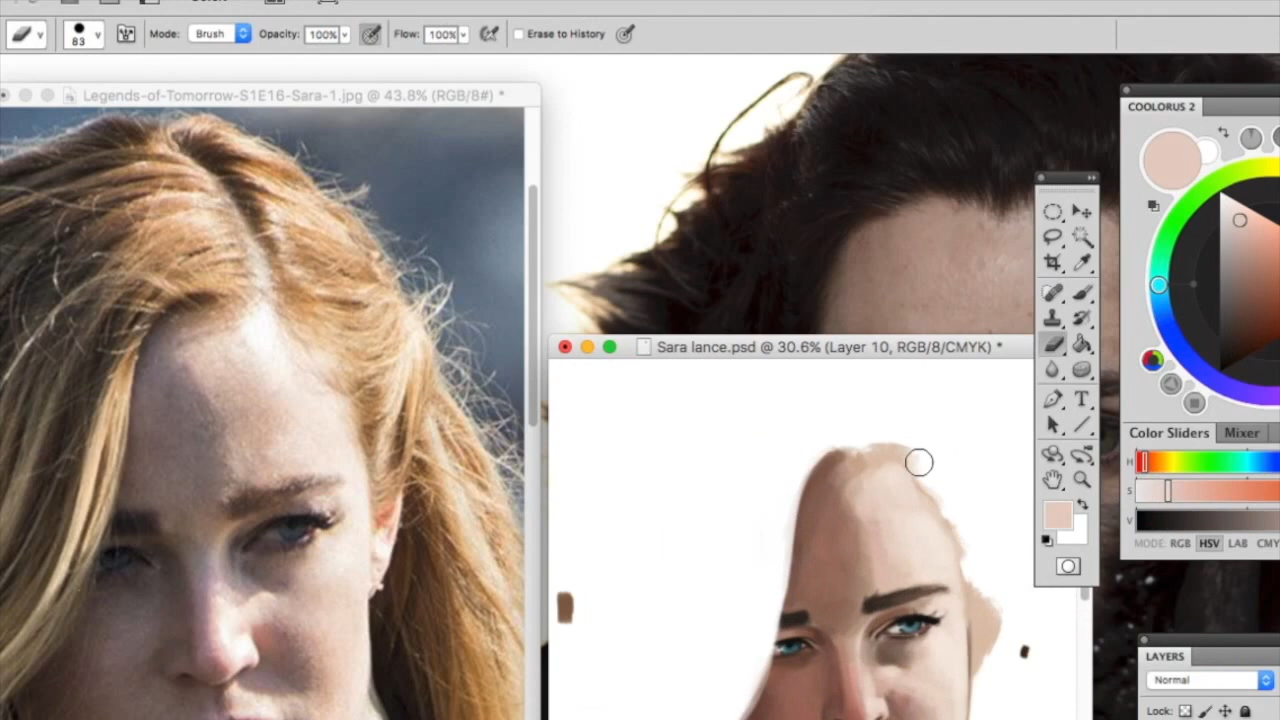 83
Mode: Brush Opacity: 100% Flow: 100% Erase to History
Legends-of-Tomorrow-S1E16-Sara-1.jpg @ 43.8% (RGB/8#) *
COOLORUS 2
Sara lance.psd @ 30.6% (Layer 10, RGB/8/CMYK) *
Color Sliders Mixer
H
S
V
MODE: RGB HSV LAB CMY
LAYERS
Normal
Lock: